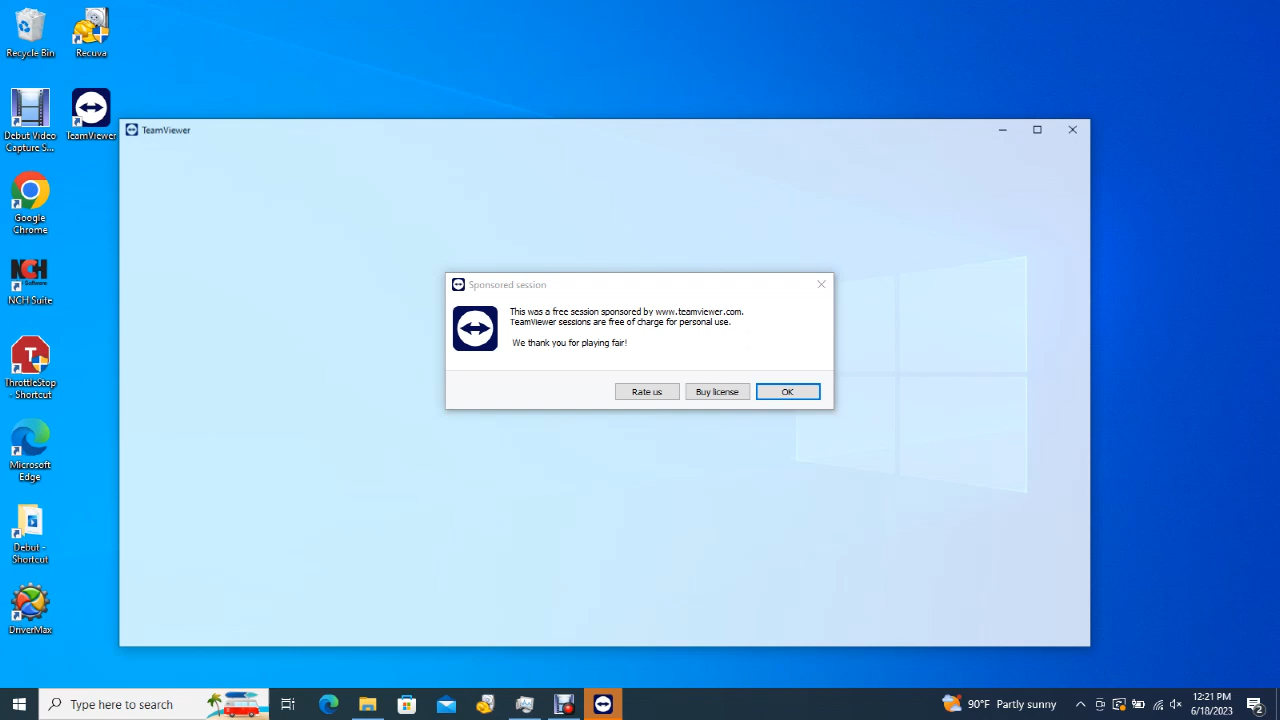 Recycle Bin
Recuva
Debut Video
Capture S...
TeamViewer
Google
Chrome
NCH
Software
NCH Suite
T
ThrottleStop
- Shortcut
Microsoft
Edge
Debut -
Shortcut
DriverMax
TeamViewer
Sponsored session
This was a free session sponsored by www.teamviewer.com.
TeamViewer sessions are free of charge for personal use.
We thank you for playing fair!
Rate us
Buy license
OK
Type here to search
90°F Partly sunny
12:21 PM
6/18/2023
2